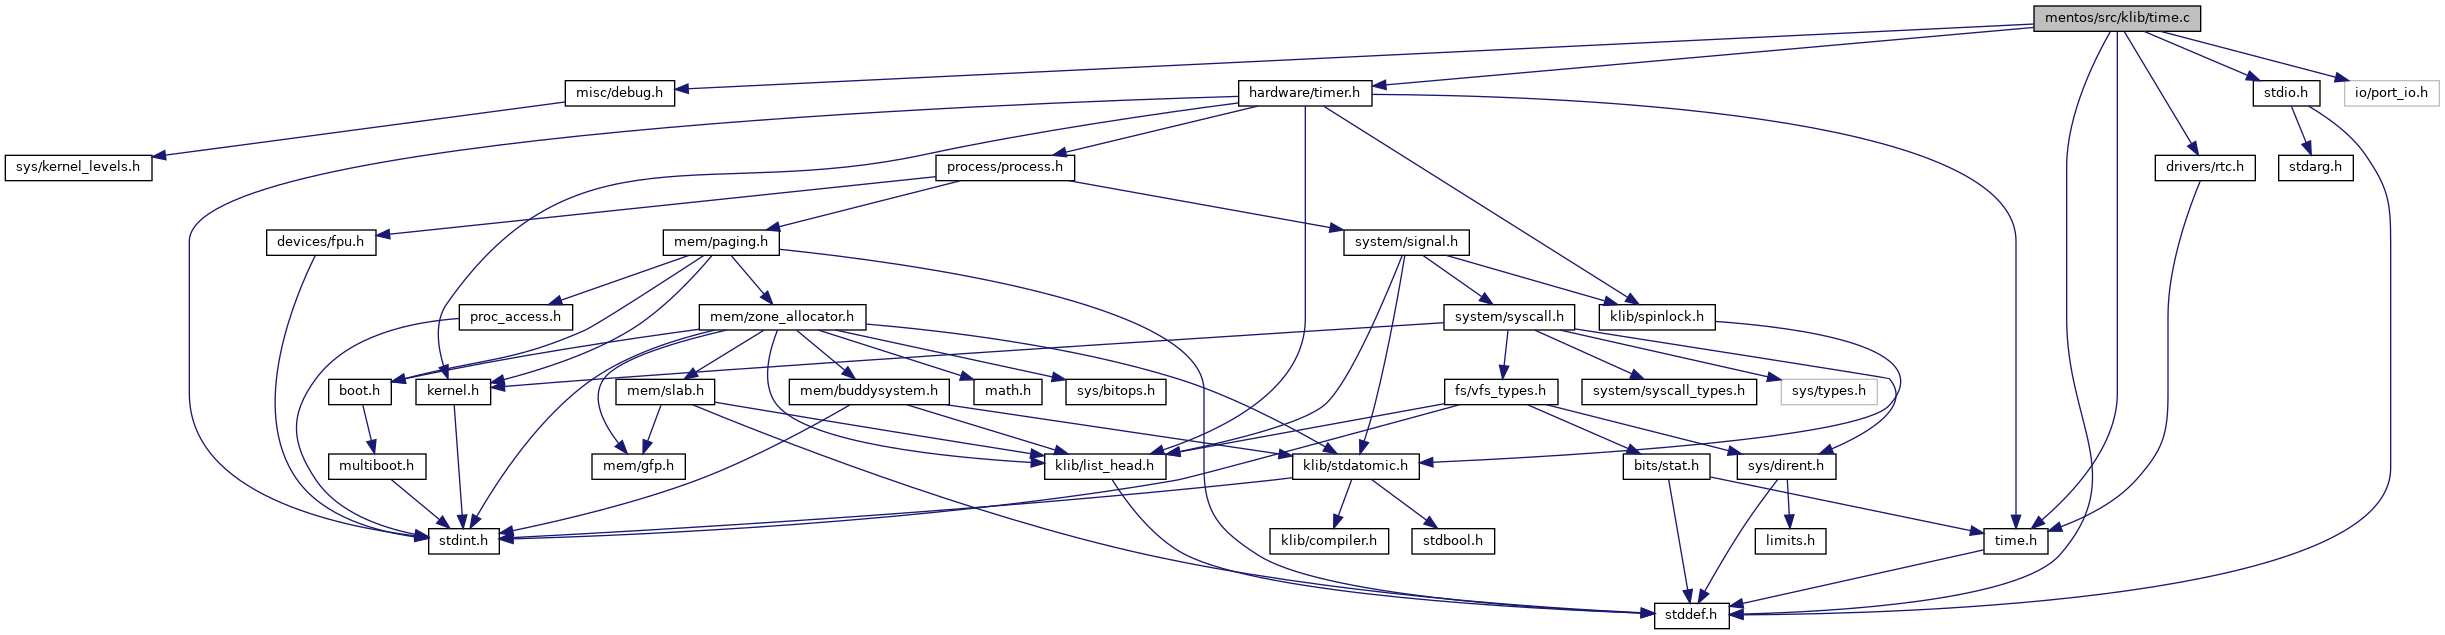 mentos/src/klib/time.c
misc/debug.h
hardware/timer.h
stdio.h
io/port_io.h
sys/kernel_levels.h
process/process.h
drivers/rtc.h
stdarg.h
devices/fpu.h
mem/paging.h
system/signal.h
proc_access.h
mem/zone_allocator.h
system/syscall.h
klib/spinlock.h
boot.h
kernel.h
mem/slab.h
mem/buddysystem.h
math.h
sys/bitops.h
fs/vfs_types.h
system/syscall_types.h
sys/types.h
multiboot.h
mem/gfp.h
klib/list_head.h
klib/stdatomic.h
bits/stat.h
sys/dirent.h
stdint.h
klib/compiler.h
stdbool.h
limits.h
time.h
stddef.h